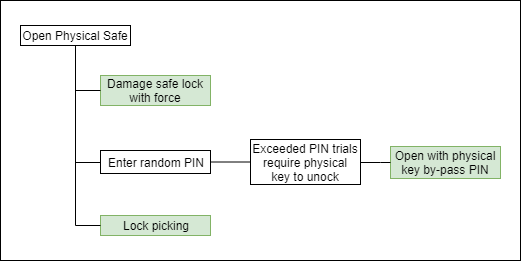 Open Physical Safe
Damage safe lock
with force
Enter random PIN
Exceeded PIN trials
require physical
key to unock
Open with physical
key by-pass PIN
Lock picking